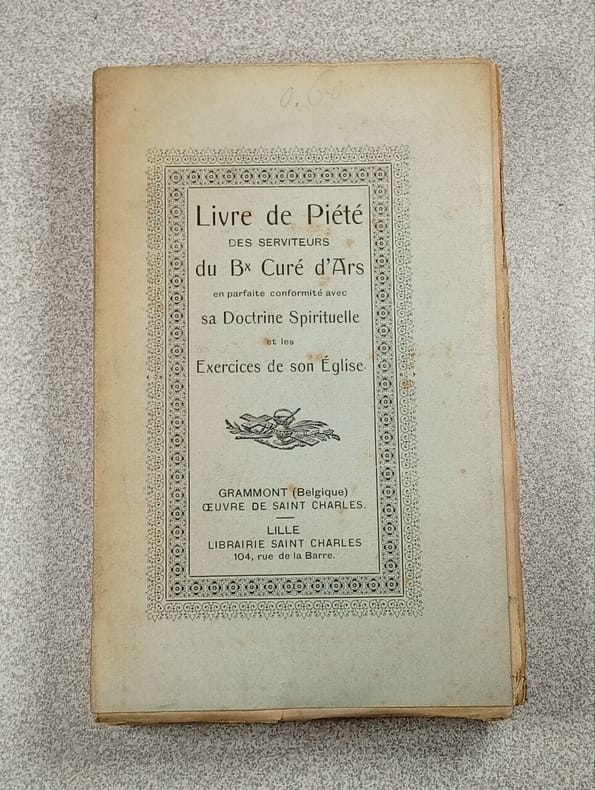 Livre de Piété
DES SERVITEURS
du Bx Curé d'Ars
en parfaite conformité avec
sa Doctrine Spirituelle
et les
Exercices de son Église.
GRAMMONT (Belgique)
ŒUVRE DE SAINT CHARLES.
LILLE
LIBRAIRIE SAINT CHARLES
104, rue de la Barre.